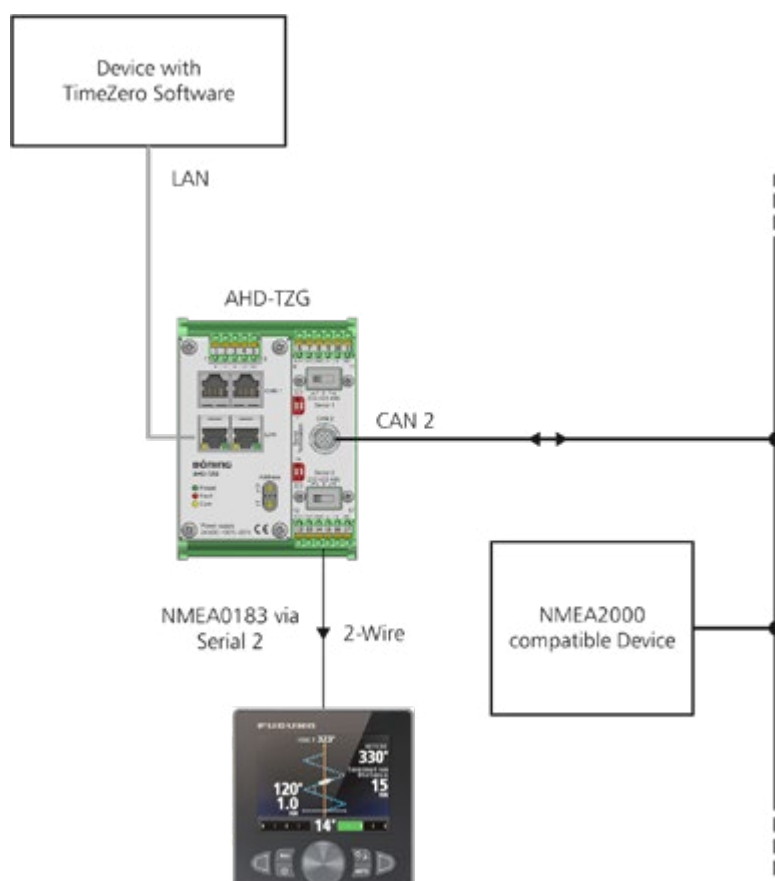 Device with
TimeZero Software
LAN
AHD-TZG
CAN 2
NMEA0183 via
Serial 2
2-Wire
NMEA2000
compatible Device
FURUNO
330°
120°
15
1.0
14°